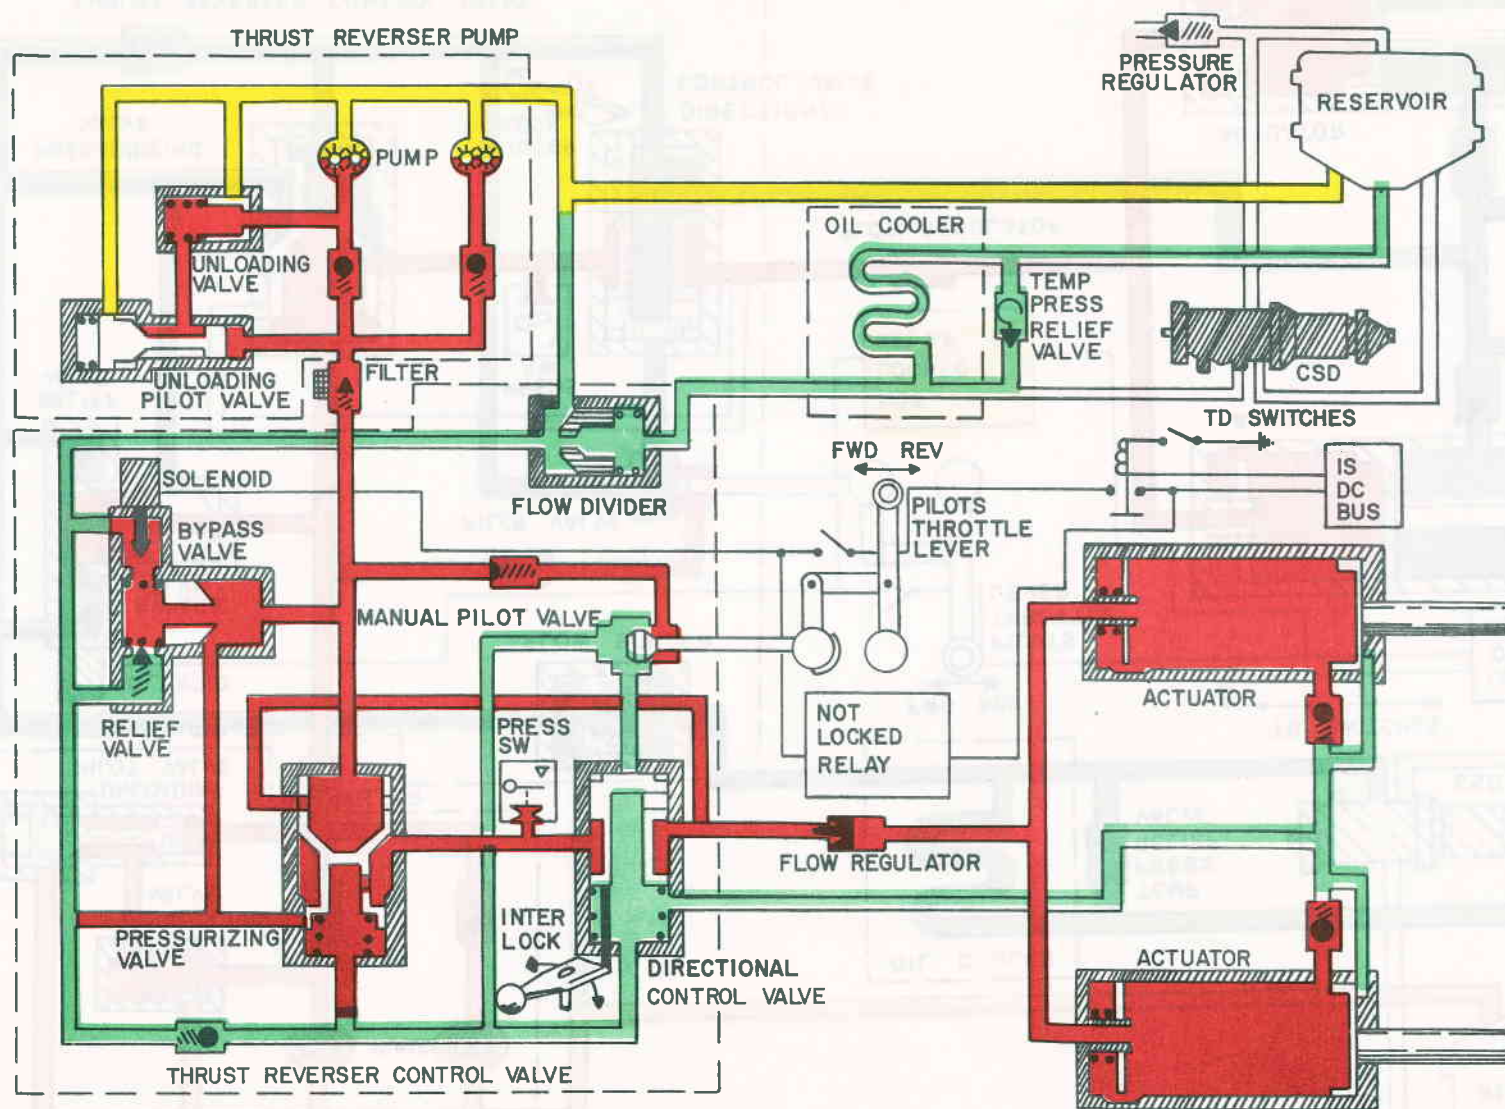 THRUST REVERSER PUMP
PRESSURE
REGULATOR
RESERVOIR
PUMP
OIL COOLER
UNLOADING
VALVE
TEMP
PRESS
RELIEF
VALVE
CSD
UNLOADING
PILOT VALVE
FILTER
TD SWITCHES
FWD REV
IS
DC
BUS
SOLENOID
FLOW DIVIDER
PILOTS
THROTTLE
LEVER
BYPASS
VALVE
MANUAL PILOT VALVE
ACTUATOR
RELIEF
VALVE
PRESS
SW
NOT
LOCKED
RELAY
FLOW REGULATOR
INTER
LOCK
PRESSURIZING
VALVE
DIRECTIONAL
CONTROL VALVE
ACTUATOR
THRUST REVERSER CONTROL VALVE